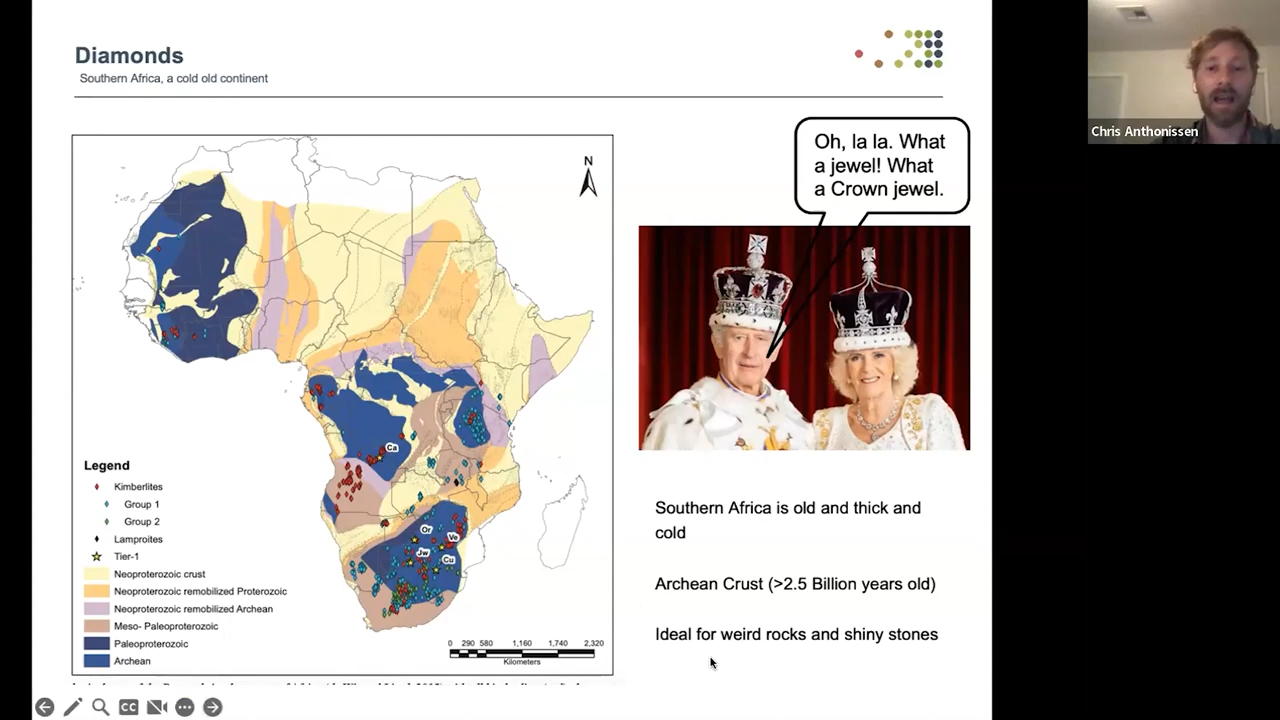 Diamonds
Southern Africa, a cold old continent
Oh, la la. What
a jewel! What
a Crown jewel.
N
Ca
Or
Ve
Jw
Cu
Legend
Kimberlites
Group 1
Group 2
Lamproites
Tier-1
Neoproterozoic crust
Neoproterozoic remobilized Proterozoic
Neoproterozoic remobilized Archean
Meso- Paleoproterozoic
Paleoproterozoic
Archean
0 290 580 1,160 1,740 2,320
Kilometers
Southern Africa is old and thick and
cold
Archean Crust (>2.5 Billion years old)
Ideal for weird rocks and shiny stones
Chris Anthonissen
CC